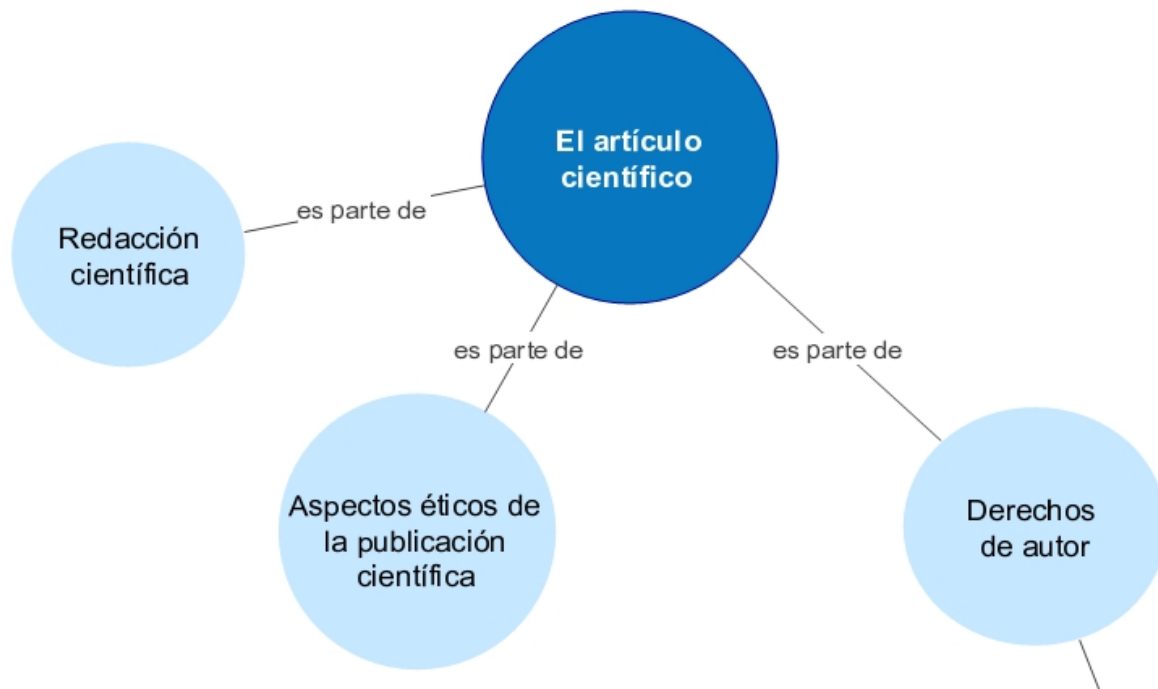 El artículo
científico
es parte de
Redacción
científica
es parte de
es parte de
Aspectos éticos de
la publicación
científica
Derechos
de autor